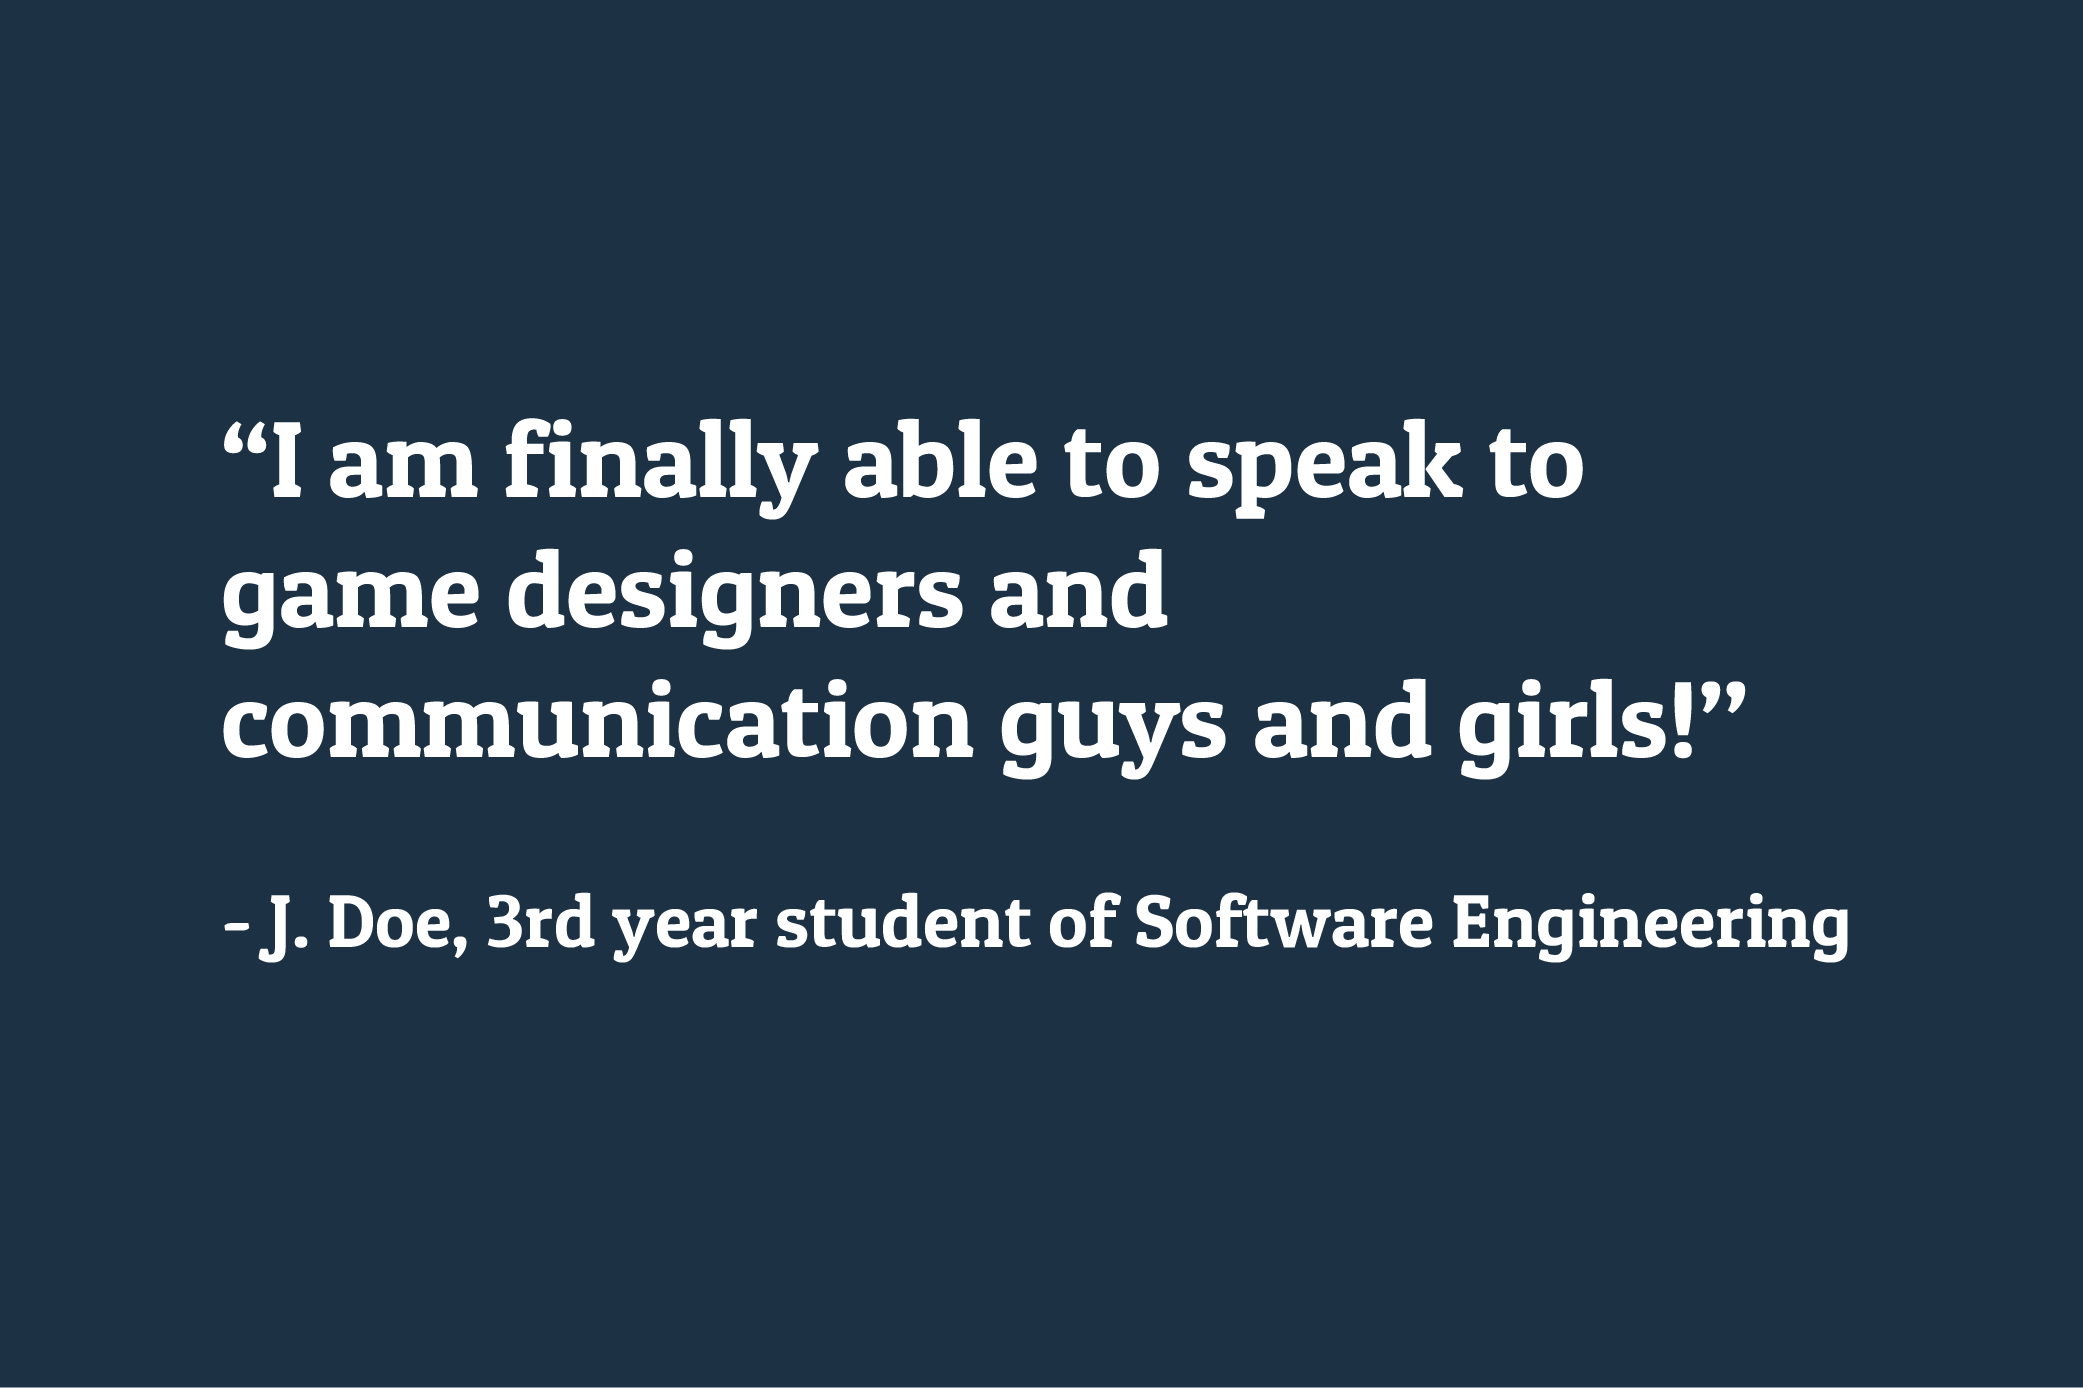 “I am finally able to speak to
game designers and
communication guys and girls!”
- J. Doe, 3rd year student of Software Engineering